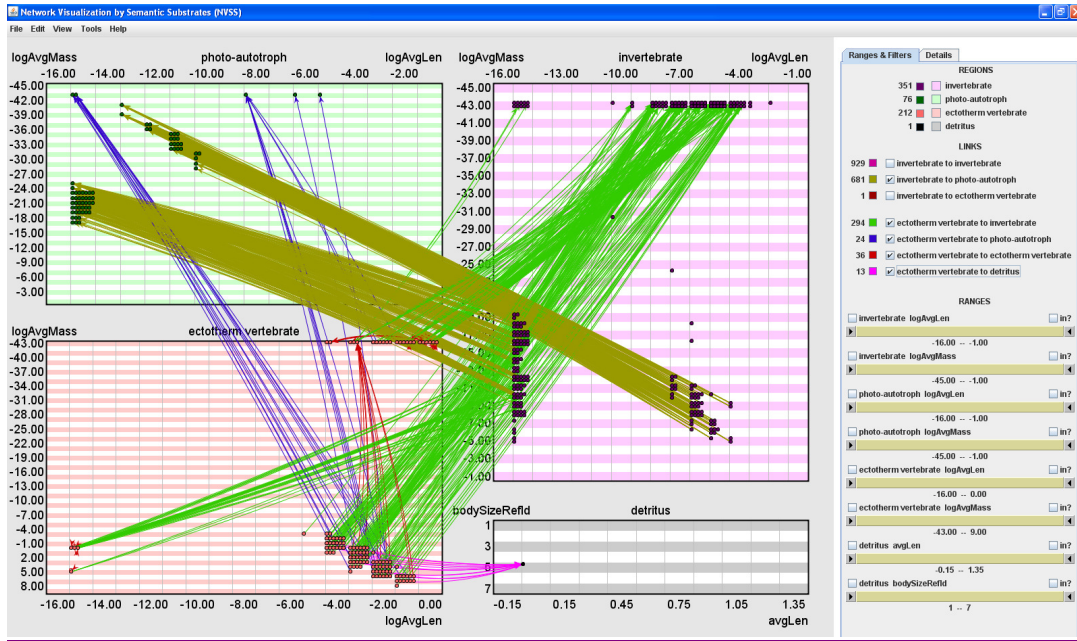 Network Visualization by Semantic Substrates (NVSS)
File Edit View Tools Help
logAvgMass photo-autotroph logAvgLen
-16.00 -14.00 -12.00 -10.00 -8.00 -6.00 -4.00 -2.00
-45.00
-42.00
-39.00
-36.00
-33.00
-30.00
-27.00
-24.00
-21.00
-18.00
-15.00
-12.00
-9.00
-6.00
-3.00
logAvgMass invertebrate logAvgLen
-16.00 -13.00 -10.00 -7.00 -4.00 -1.00
-45.00
-43.00
-41.00
-39.00
-37.00
-35.00
-33.00
-31.00
-29.00
-27.00
-3.00
-1.00
logAvgMass ectotherm vertebrate
-43.00
-40.00
-37.00
-34.00
-31.00
-28.00
-25.00
-22.00
-19.00
-16.00
-13.00
-10.00
-7.00
-4.00
-1.00
2.00
5.00
8.00
-16.00 -14.00 -12.00 -10.00 -8.00 -6.00 -4.00 -2.00 0.00
logAvgLen
bodySizeRefId detritus
1
3
7
-0.15 0.15 0.45 0.75 1.05 1.35
avgLen
Ranges & Filters Details
REGIONS
351 invertebrate
76 photo-autotroph
212 ectotherm vertebrate
1 detritus
LINKS
929 invertebrate to invertebrate
681 invertebrate to photo-autotroph
1 invertebrate to ectotherm vertebrate
294 ectotherm vertebrate to invertebrate
24 ectotherm vertebrate to photo-autotroph
36 ectotherm vertebrate to ectotherm vertebrate
13 ectotherm vertebrate to detritus
RANGES
invertebrate logAvgLen in?
-16.00 -- -1.00
invertebrate logAvgMass in?
-45.00 -- -1.00
photo-autotroph logAvgLen in?
-16.00 -- -1.00
photo-autotroph logAvgMass in?
-45.00 -- -1.00
ectotherm vertebrate logAvgLen in?
-16.00 -- 0.00
ectotherm vertebrate logAvgMass in?
-43.00 -- 9.00
detritus avgLen in?
-0.15 -- 1.35
detritus bodySizeRefId in?
1 -- 7